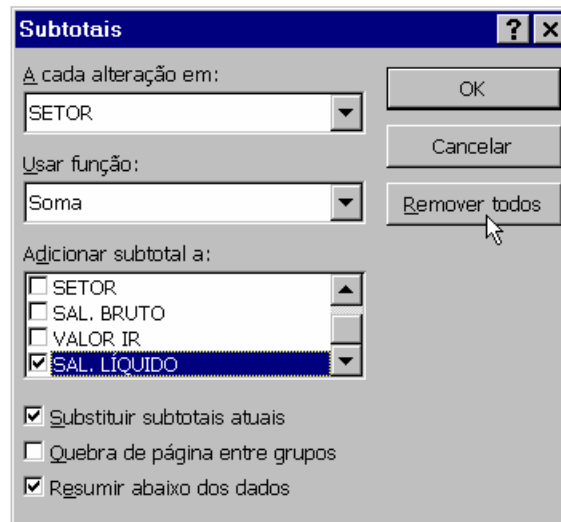 Subtotais
A cada alteração em:
SETOR
Usar função:
Soma
Adicionar subtotal a:
SETOR
SAL. BRUTO
VALOR IR
SAL. LÍQUIDO
Substituir subtotais atuais
Quebra de página entre grupos
Resumir abaixo dos dados
OK
Cancelar
Remover todos